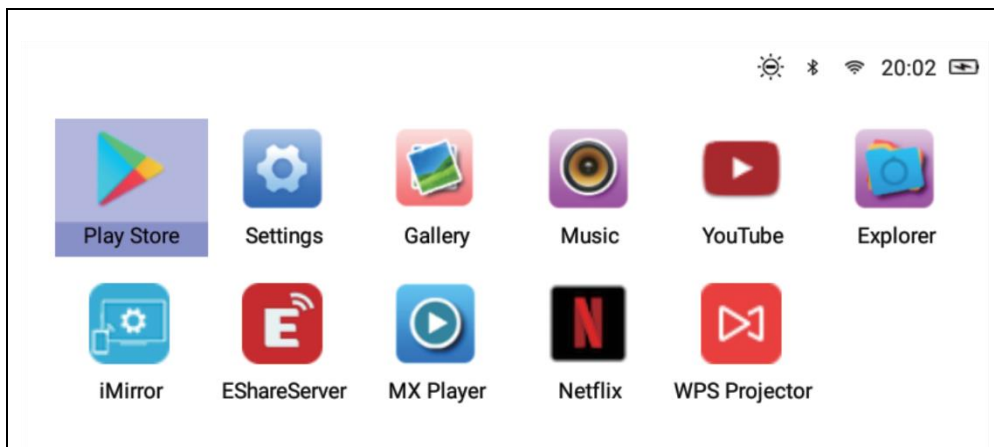 20:02
Play Store Settings Gallery Music YouTube Explorer
E
N
iMirror EShareServer MX Player Netflix WPS Projector